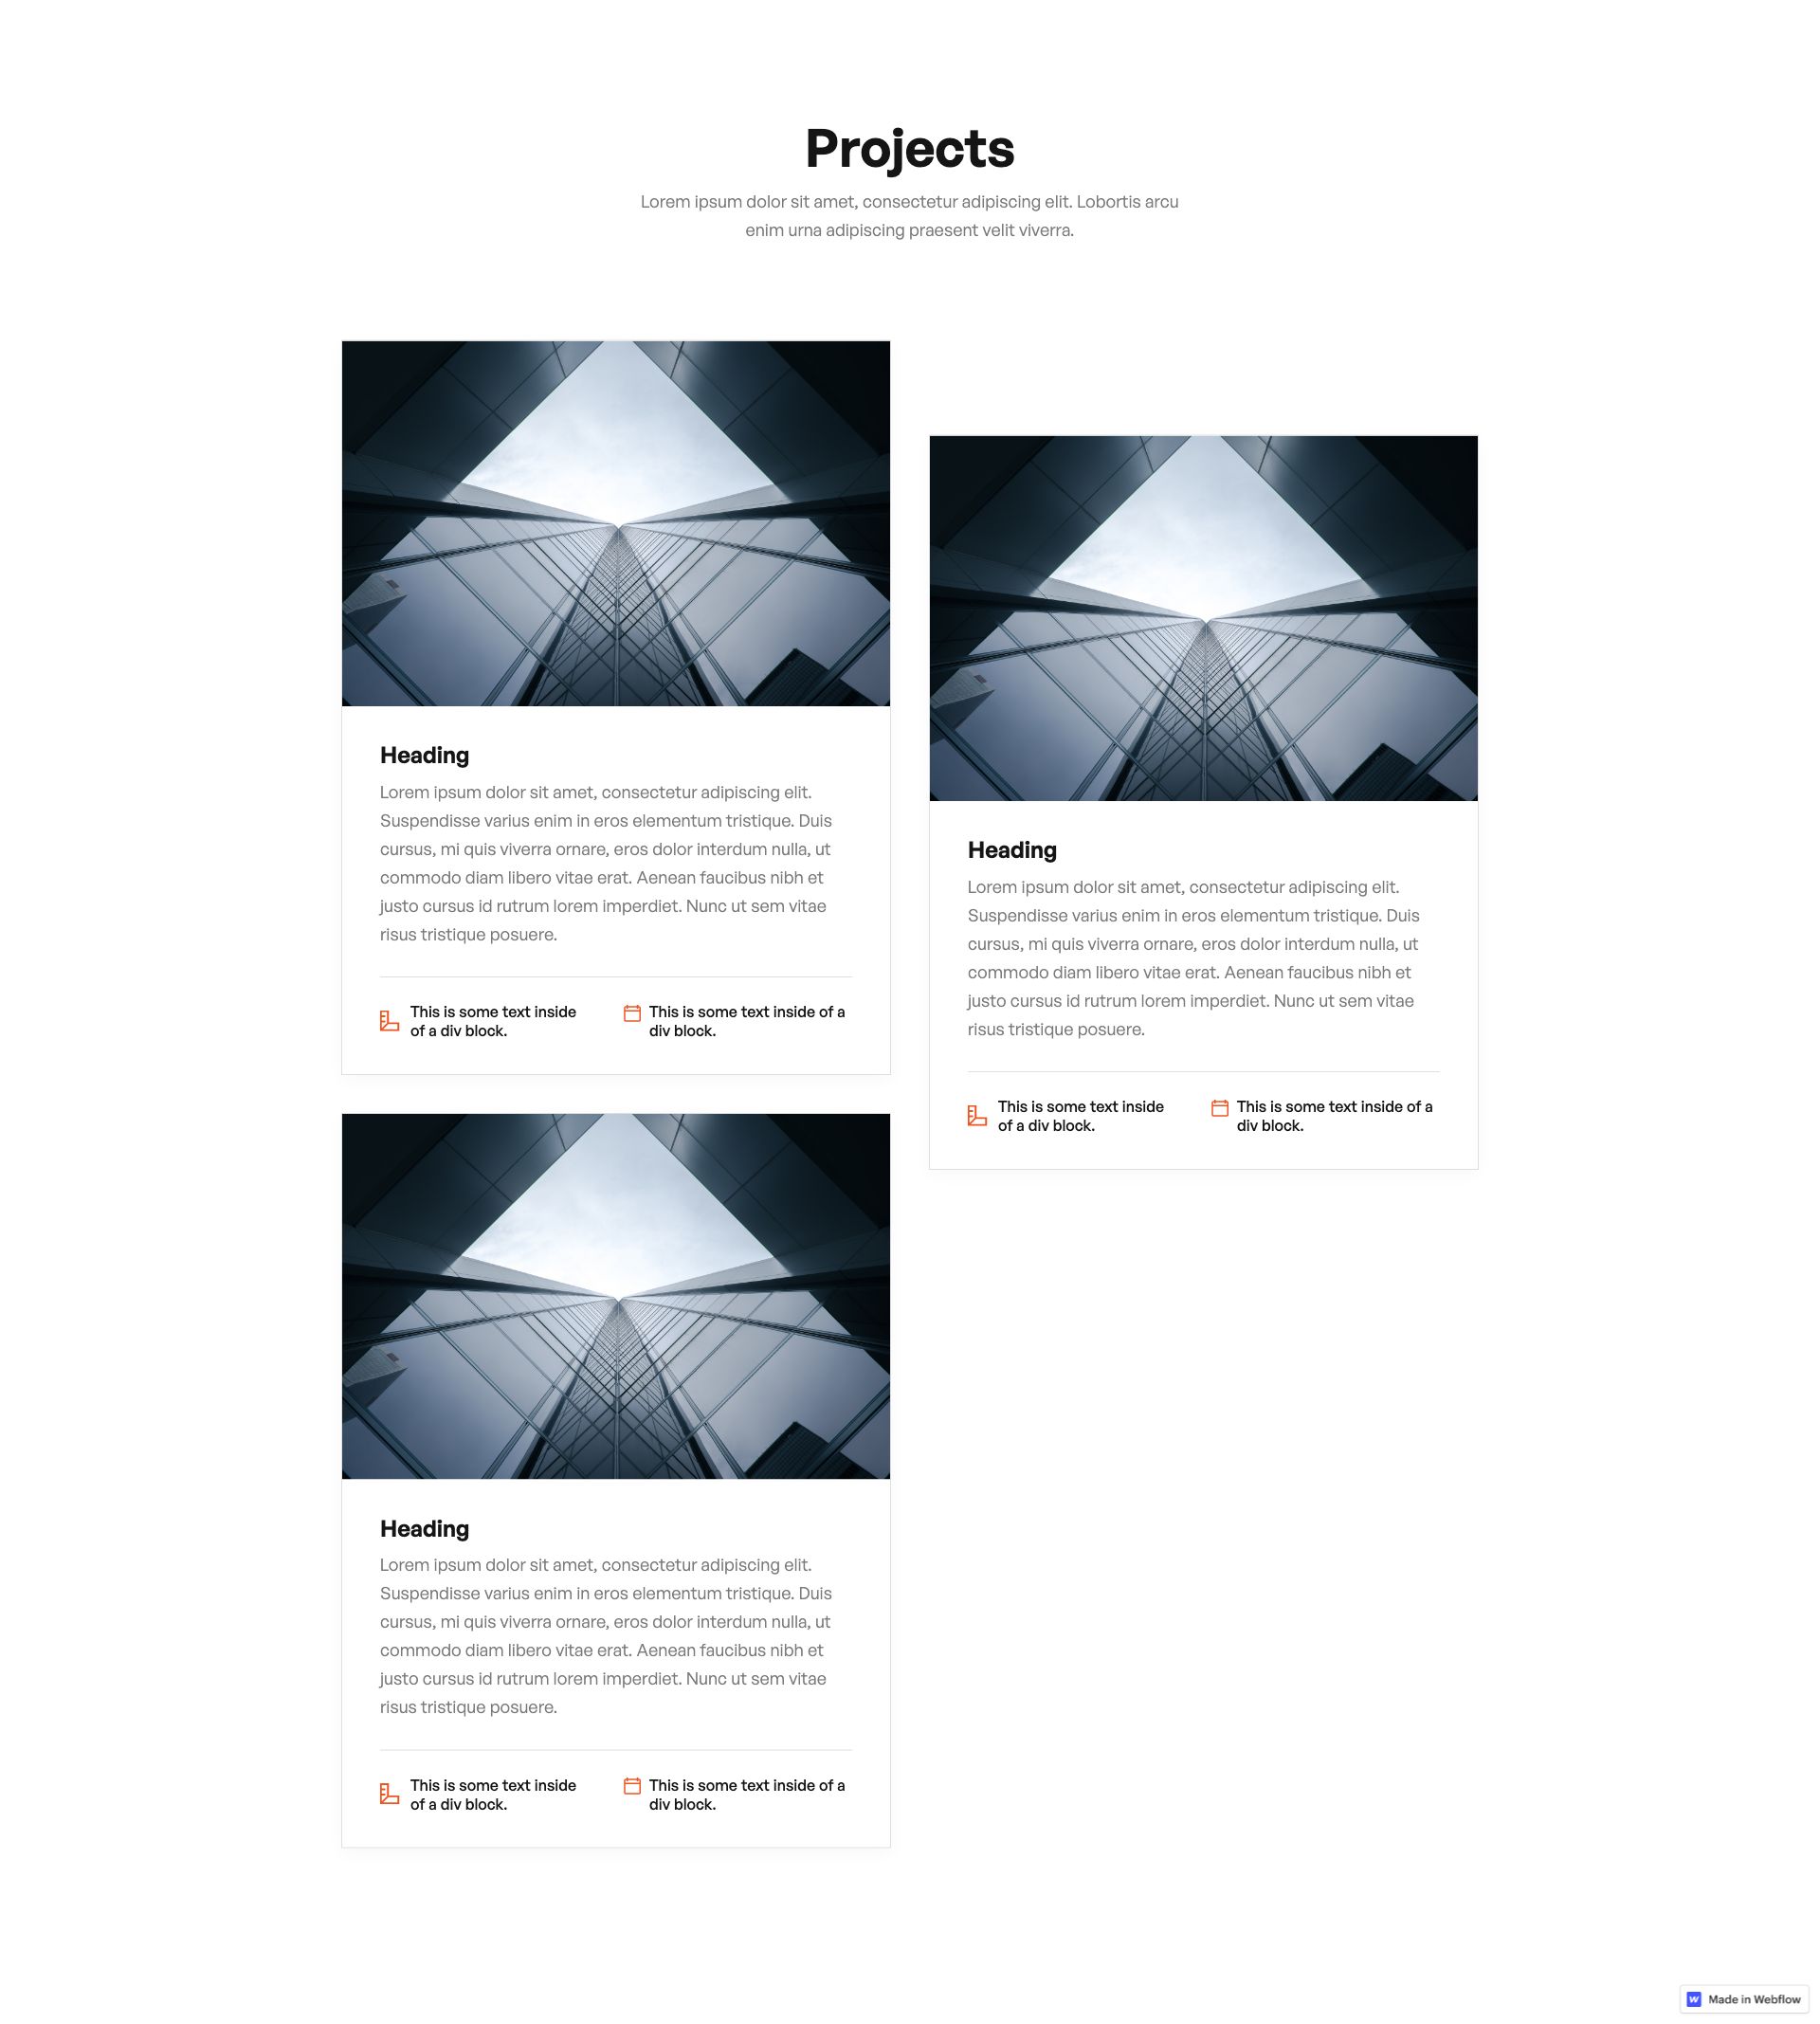 Projects
Lorem ipsum dolor sit amet, consectetur adipiscing elit. Lobortis arcu
enim urna adipiscing praesent velit viverra.
Heading
Lorem ipsum dolor sit amet, consectetur adipiscing elit.
Suspendisse varius enim in eros elementum tristique. Duis
cursus, mi quis viverra ornare, eros dolor interdum nulla, ut
commodo diam libero vitae erat. Aenean faucibus nibh et
justo cursus id rutrum lorem imperdiet. Nunc ut sem vitae
risus tristique posuere.
This is some text inside
of a div block.
This is some text inside of a
div block.
Heading
Lorem ipsum dolor sit amet, consectetur adipiscing elit.
Suspendisse varius enim in eros elementum tristique. Duis
cursus, mi quis viverra ornare, eros dolor interdum nulla, ut
commodo diam libero vitae erat. Aenean faucibus nibh et
justo cursus id rutrum lorem imperdiet. Nunc ut sem vitae
risus tristique posuere.
This is some text inside
of a div block.
This is some text inside of a
div block.
Heading
Lorem ipsum dolor sit amet, consectetur adipiscing elit.
Suspendisse varius enim in eros elementum tristique. Duis
cursus, mi quis viverra ornare, eros dolor interdum nulla, ut
commodo diam libero vitae erat. Aenean faucibus nibh et
justo cursus id rutrum lorem imperdiet. Nunc ut sem vitae
risus tristique posuere.
This is some text inside
of a div block.
This is some text inside of a
div block.
Made in Webflow